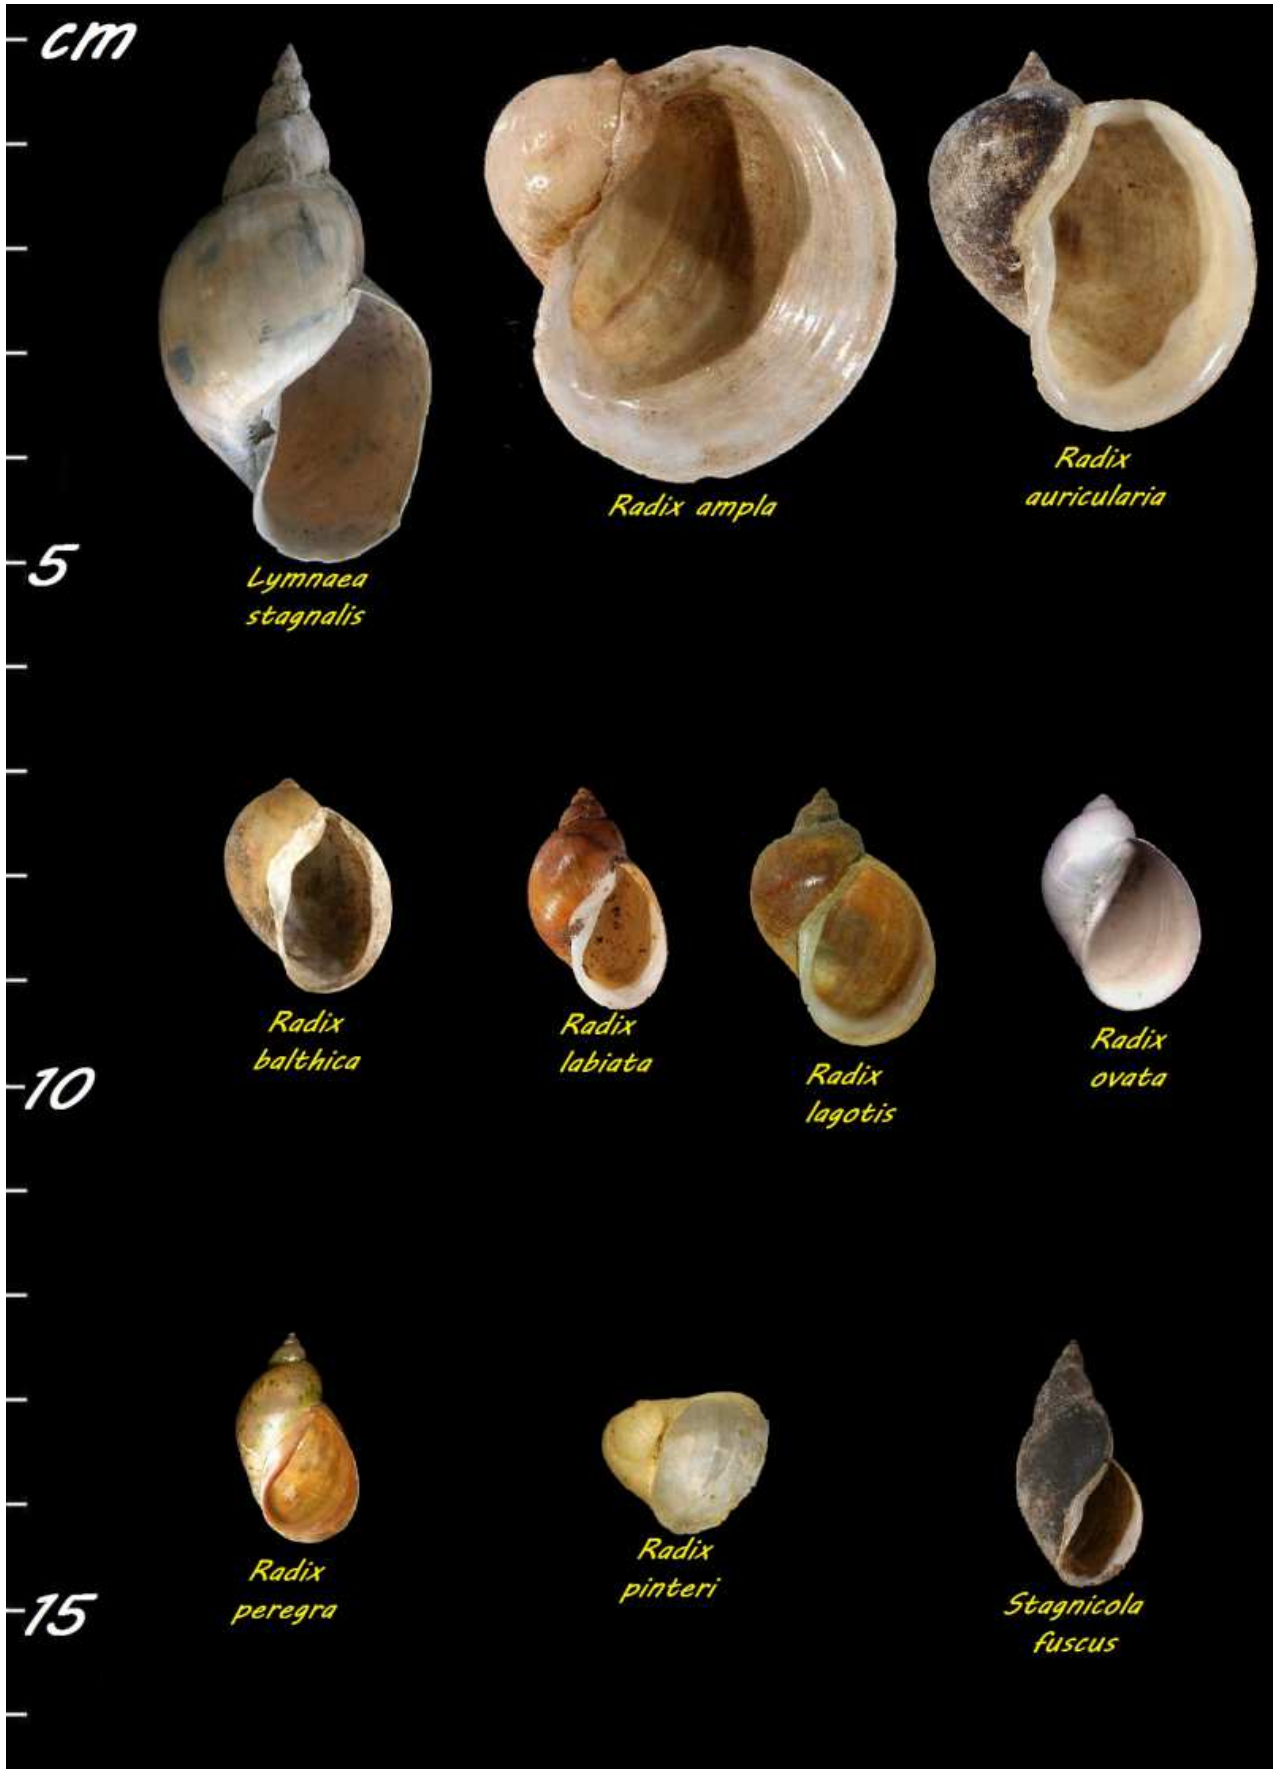 cm
Radix
auricularia
Radix ampla
5
Lymnaea
stagnalis
Radix
balthica
Radix
labiata
Radix
lagotis
Radix
ovata
10
Radix
peregra
Radix
pinteri
Stagnicola
fuscus
15